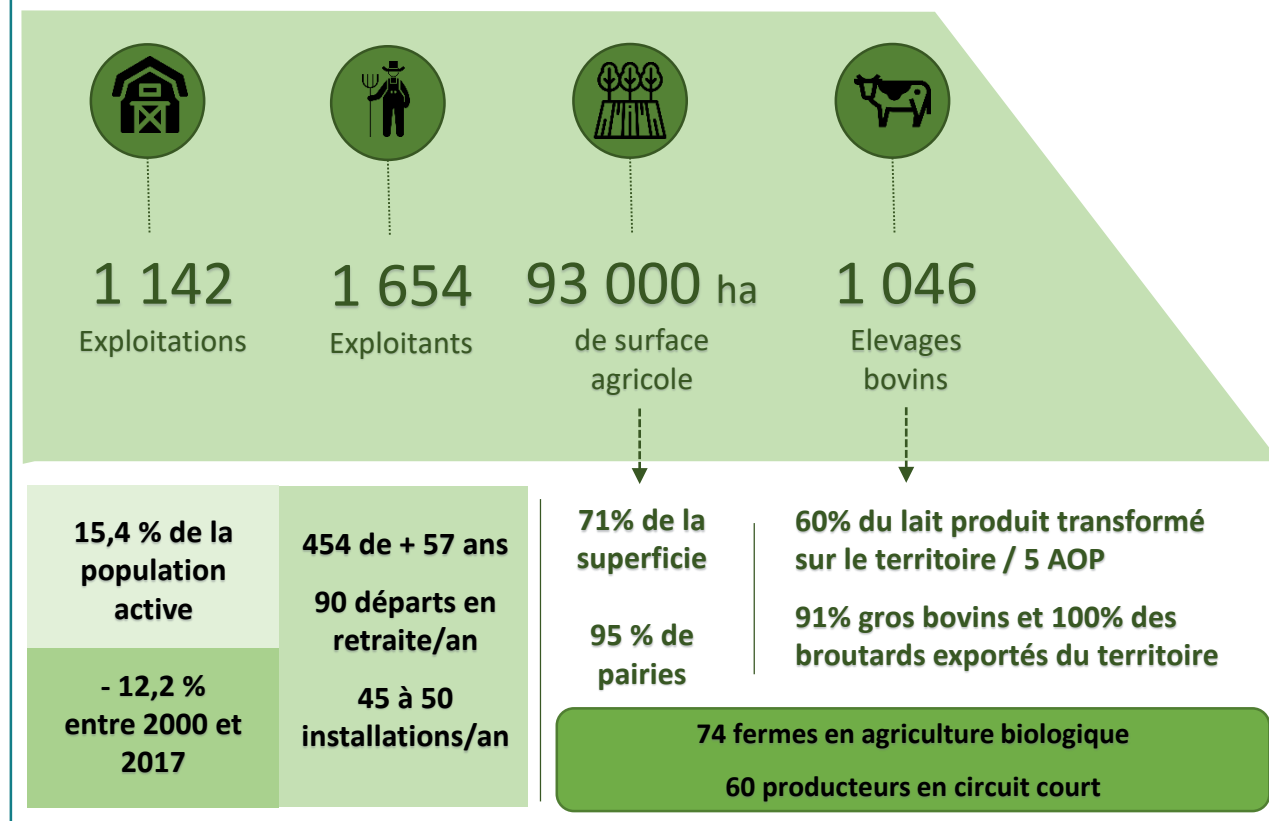 1 142
Exploitations
1 654
Exploitants
93 000 ha
de surface
agricole
1 046
Elevages
bovins
15,4 % de la
population
active
- 12,2 %
entre 2000 et
2017
454 de + 57 ans
90 départs en
retraite/an
45 à 50
installations/an
71% de la
superficie
95 % de
pairies
60% du lait produit transformé
sur le territoire / 5 AOP
91% gros bovins et 100% des
broutards exportés du territoire
74 fermes en agriculture biologique
60 producteurs en circuit court